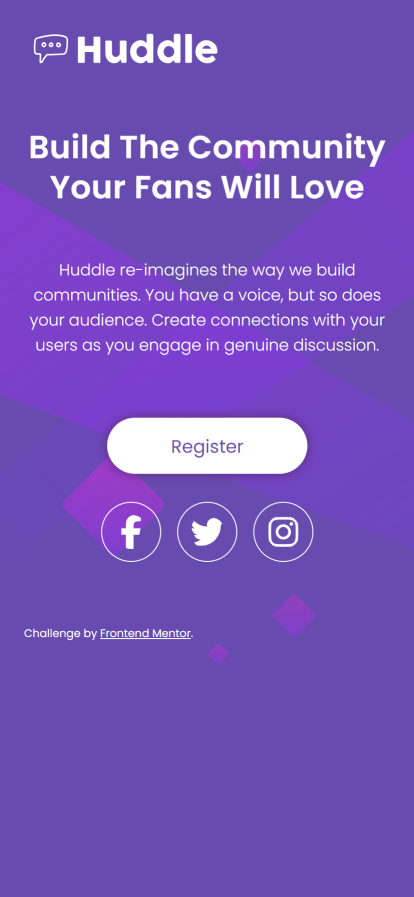 Huddle
Build The Community
Your Fans Will Love
Huddle re-imagines the way we build
communities. You have a voice, but so does
your audience. Create connections with your
users as you engage in genuine discussion.
Register
Challenge by Frontend Mentor.